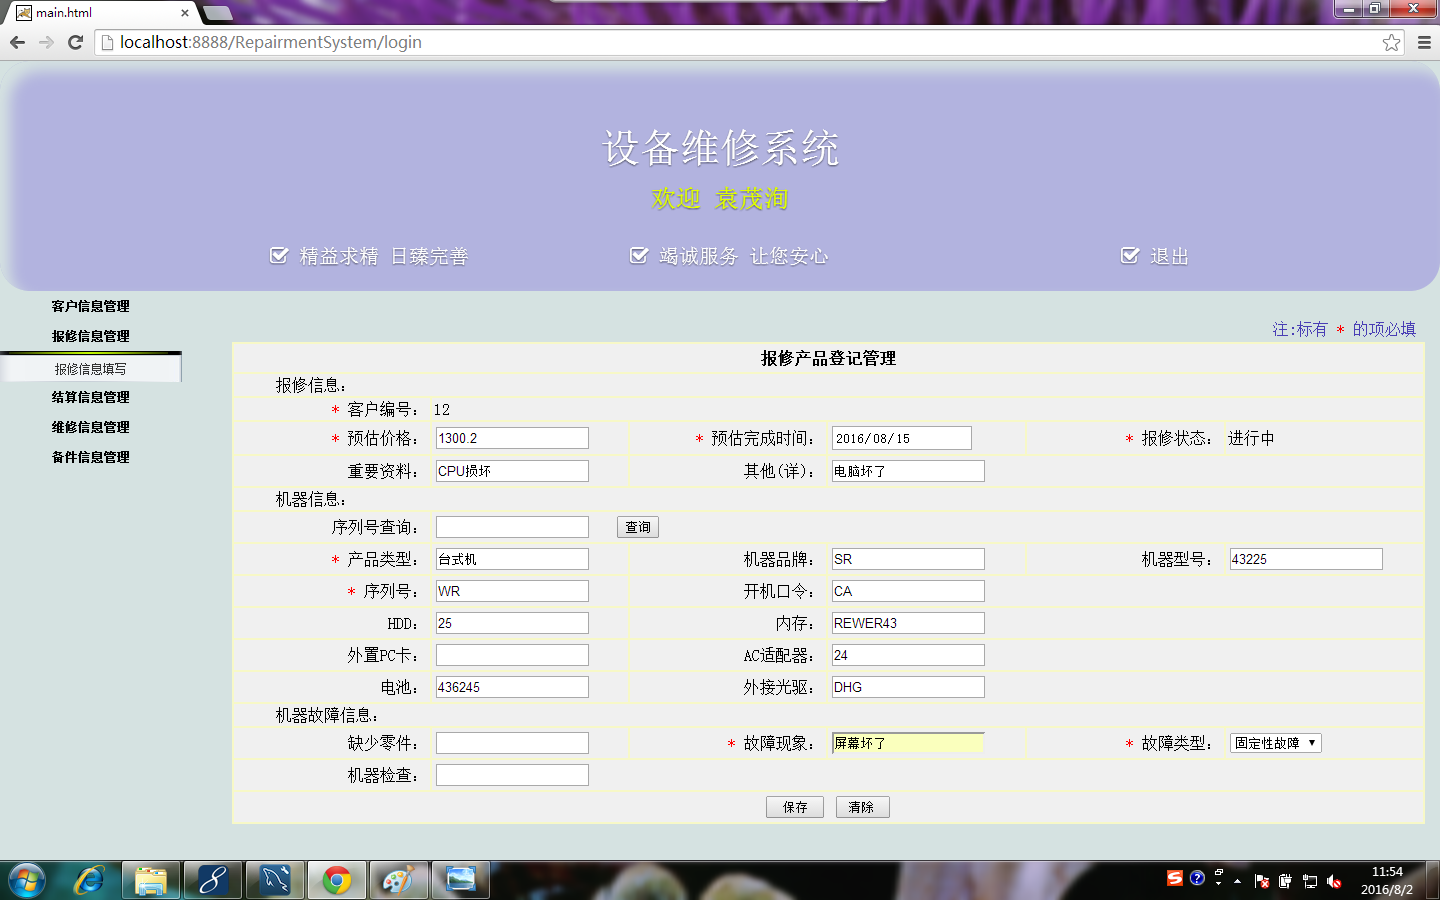 main.html
localhost:8888/RepairmentSystem/login
设备维修系统
欢迎 袁茂洵
精益求精 日臻完善
竭诚服务 让您安心
退出
客户信息管理
报修信息管理
报修信息填写
结算信息管理
维修信息管理
备件信息管理
注:标有 * 的项必填
报修产品登记管理
报修信息:
* 客户编号: 12
* 预估价格: 1300.2 * 预估完成时间: 2016/08/15 * 报修状态: 进行中
重要资料: CPU损坏 其他(详): 电脑坏了
机器信息:
序列号查询: 查询
* 产品类型: 台式机 机器品牌: SR 机器型号: 43225
* 序列号: WR 开机口令: CA
HDD: 25 内存: REWER43
外置PC卡: AC适配器: 24
电池: 436245 外接光驱: DHG
机器故障信息:
缺少零件: * 故障现象: 屏幕坏了 * 故障类型: 固定性故障
机器检查:
保存 清除
11:54
2016/8/2